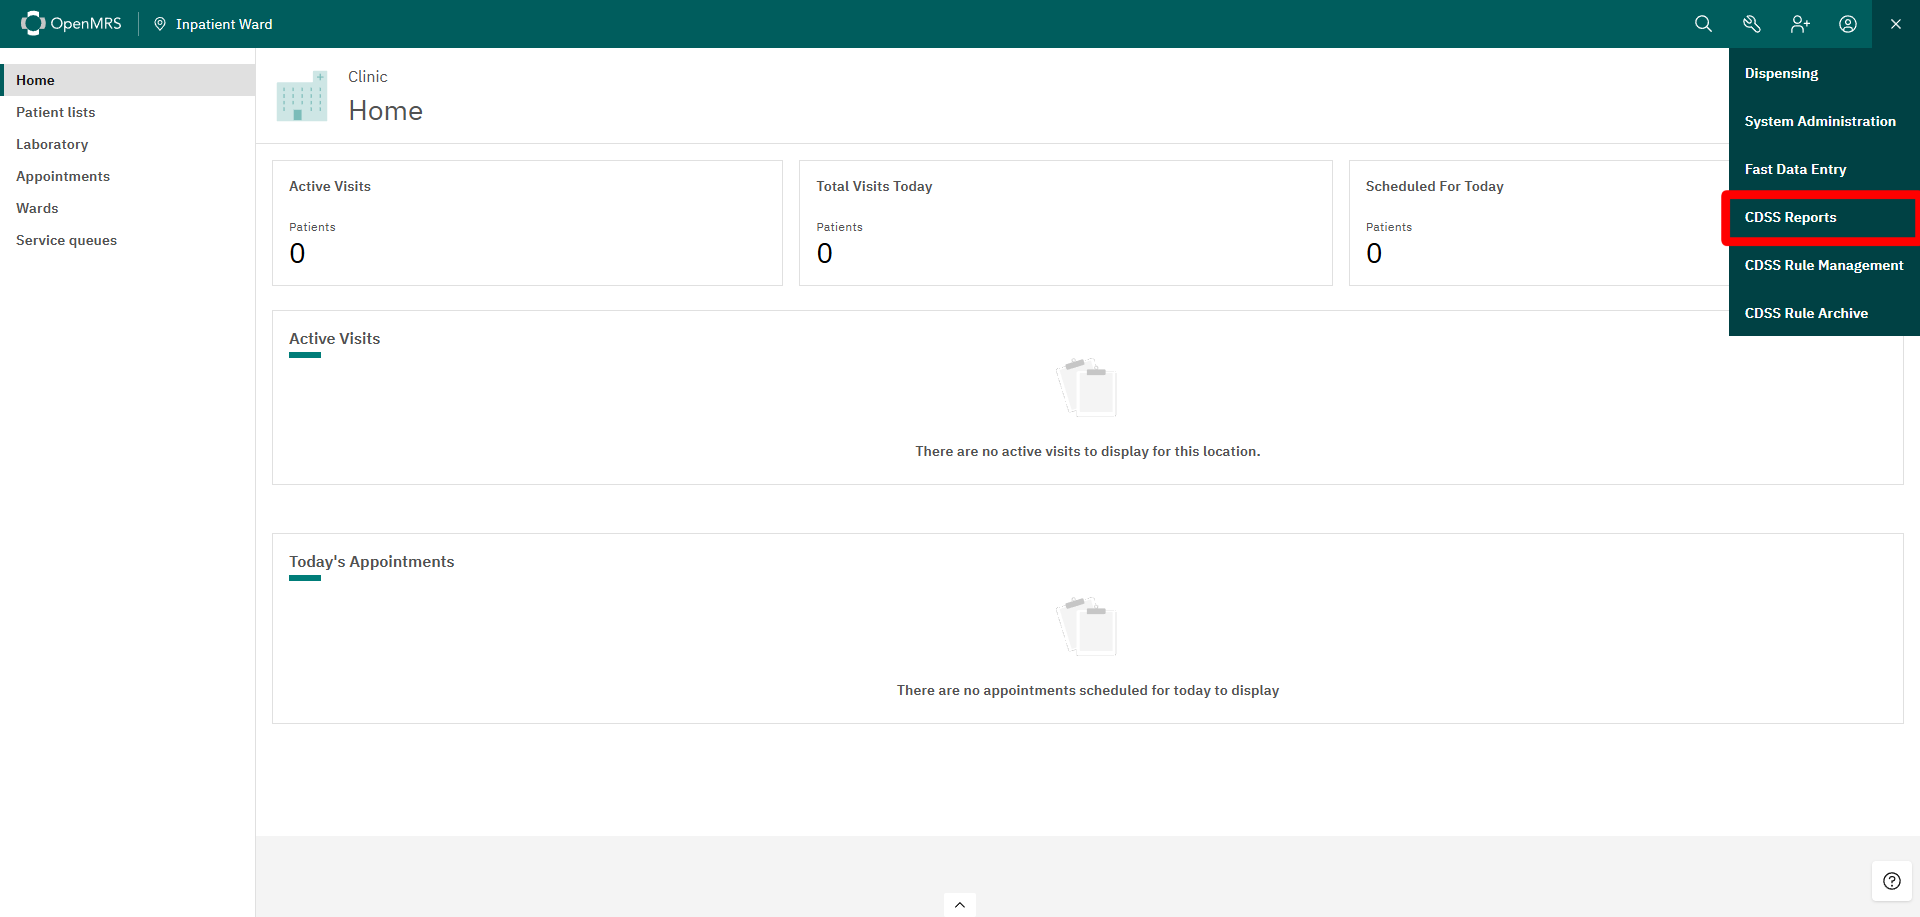 OpenMRS
Inpatient Ward
Home
Patient lists
Laboratory
Appointments
Wards
Service queues
Clinic
Home
Dispensing
System Administration
Fast Data Entry
CDSS Reports
CDSS Rule Management
CDSS Rule Archive
Active Visits
Patients
0
Total Visits Today
Patients
0
Scheduled For Today
Patients
0
Active Visits
There are no active visits to display for this location.
Today's Appointments
There are no appointments scheduled for today to display